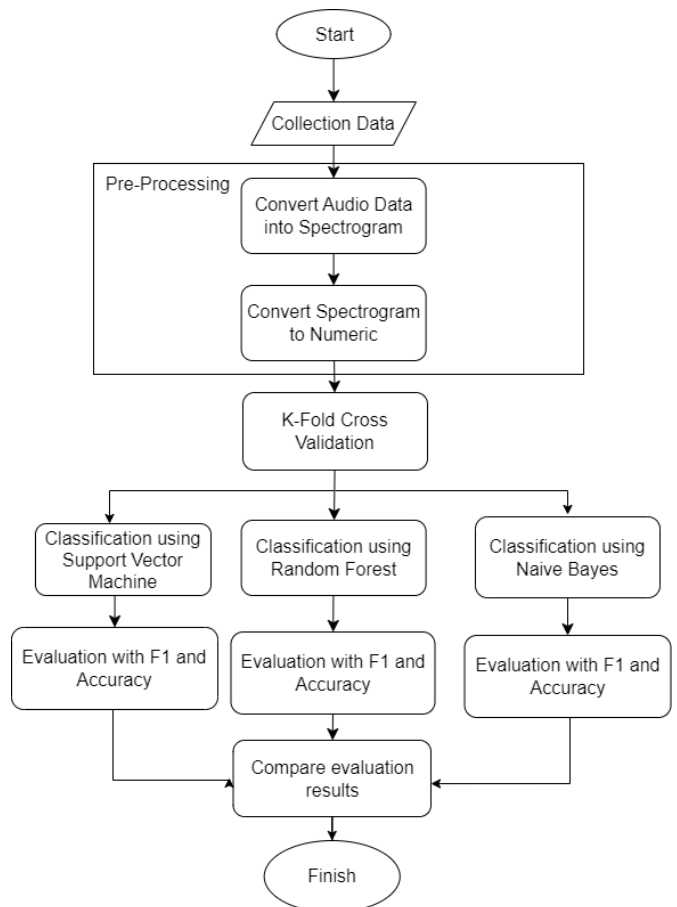 Start
Collection Data
Pre-Processing
Convert Audio Data
into Spectrogram
Convert Spectrogram
to Numeric
K-Fold Cross
Validation
Classification using
Support Vector
Machine
Classification using
Random Forest
Classification using
Naive Bayes
Evaluation with F1 and
Accuracy
Evaluation with F1 and
Accuracy
Evaluation with F1 and
Accuracy
Compare evaluation
results
Finish